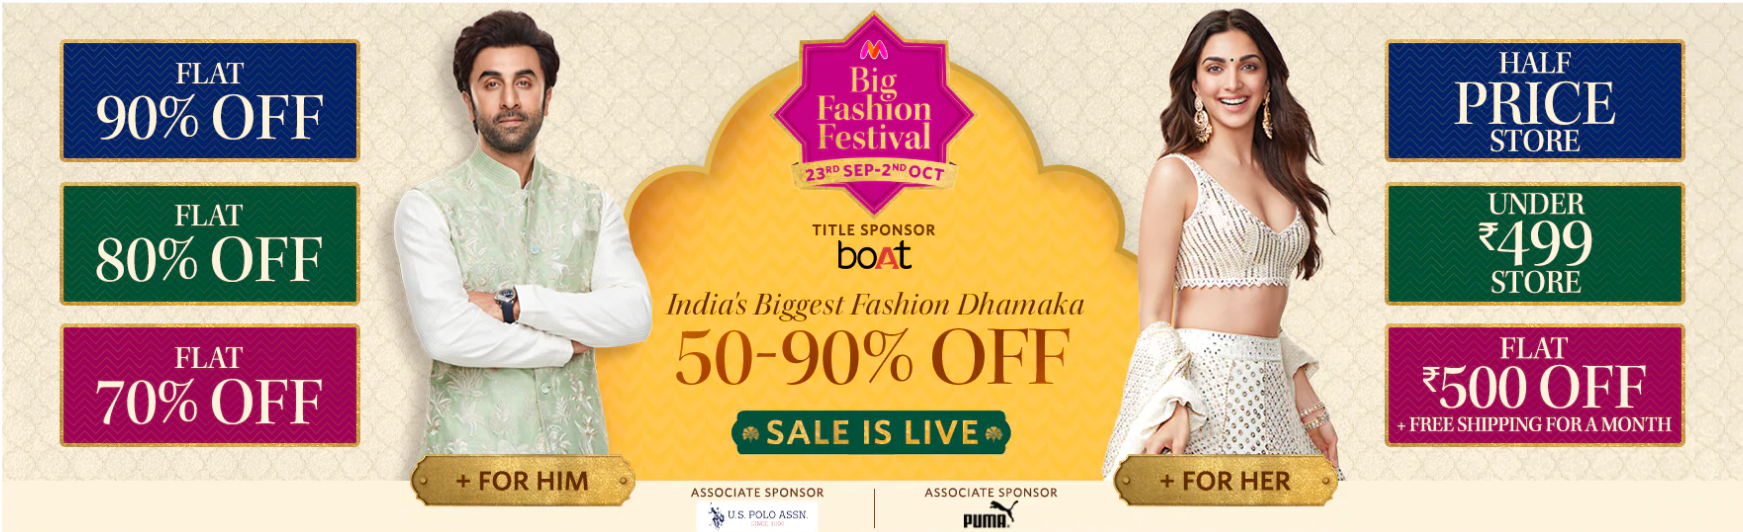 FLAT
90% OFF
FLAT
80% OFF
FLAT
70% OFF
+ FOR HIM
Big
Fashion
Festival
23RD SEP-2ND OCT
TITLE SPONSOR
boAt
India's Biggest Fashion Dhamaka
50-90% OFF
SALE IS LIVE
ASSOCIATE SPONSOR
U.S. POLO ASSN.
SINCE 1890
ASSOCIATE SPONSOR
PUMA
+ FOR HER
HALF
PRICE
STORE
UNDER
₹499
STORE
FLAT
₹500 OFF
+ FREE SHIPPING FOR A MONTH